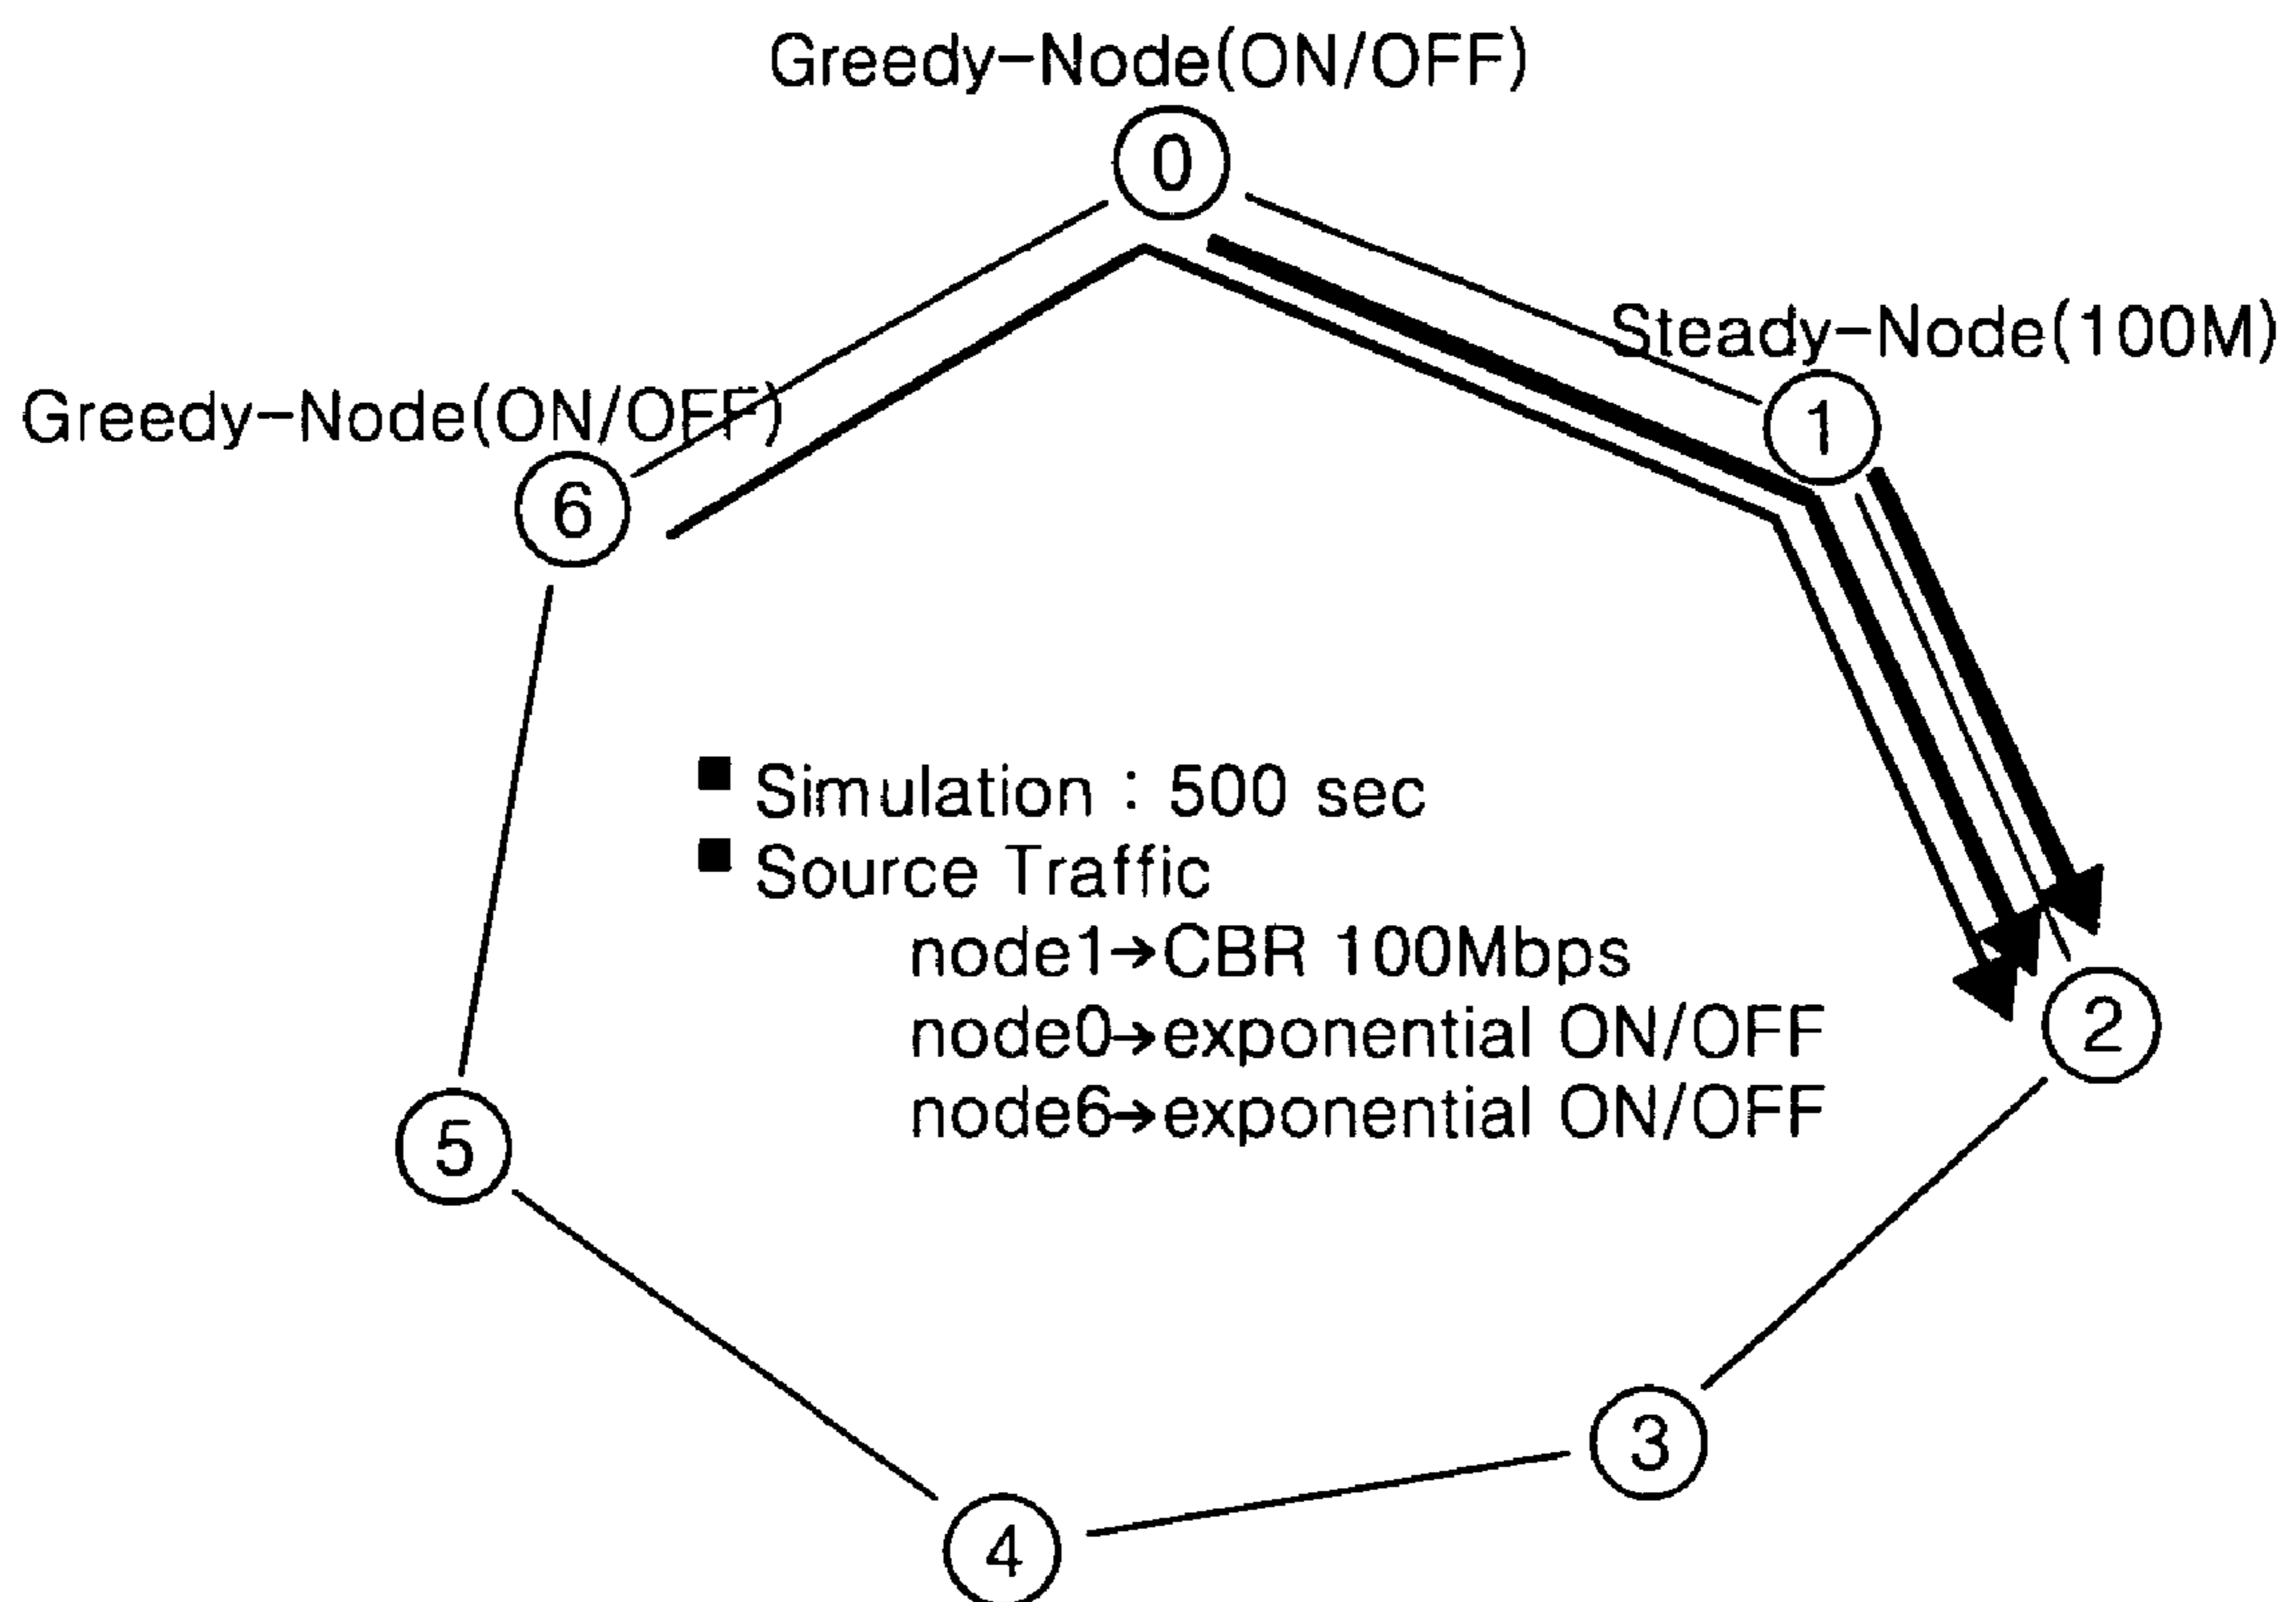 Greedy-Node(ON/OFF)
0
Steady-Node(100M)
1
Greedy-Node(ON/OFF)
6
■ Simulation : 500 sec
■ Source Traffic
node1→CBR 100Mbps
node0→exponential ON/OFF
node6→exponential ON/OFF
2
5
3
4